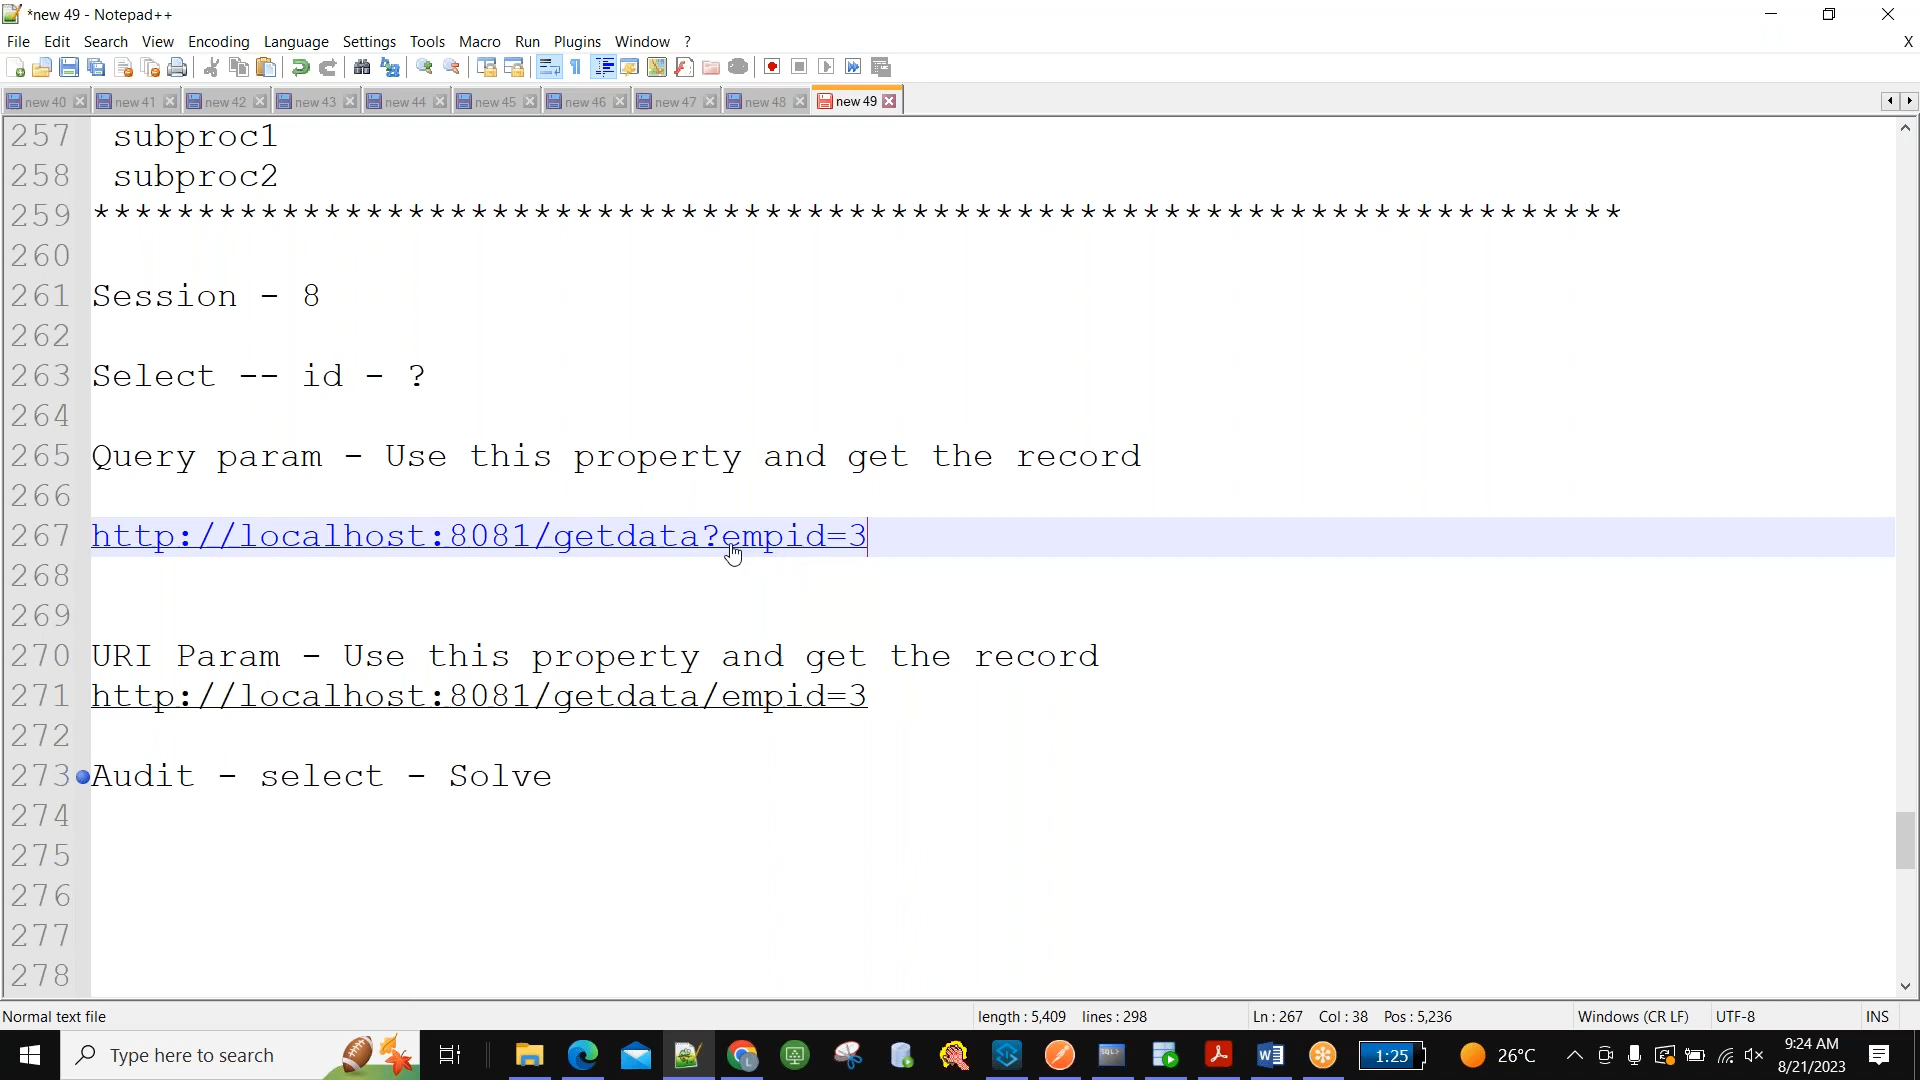 *new 49 - Notepad++
File Edit Search View Encoding Language Settings Tools Macro Run Plugins Window ?
X
new 40 new 41 new 42 new 43 new 44 new 45 new 46 new 47 new 48 new 49
257 subproc1
258 subproc2
259 *************************************************************************
260
261 Session - 8
262
263 Select -- id - ?
264
265 Query param - Use this property and get the record
266
267 http://localhost:8081/getdata?empid=3
268
269
270 URI Param - Use this property and get the record
271 http://localhost:8081/getdata/empid=3
272
273 Audit - select - Solve
274
275
276
277
278
Normal text file length : 5,409 lines : 298 Ln : 267 Col : 38 Pos : 5,236 Windows (CR LF) UTF-8 INS
Type here to search
1:25
26°C
9:24 AM
8/21/2023